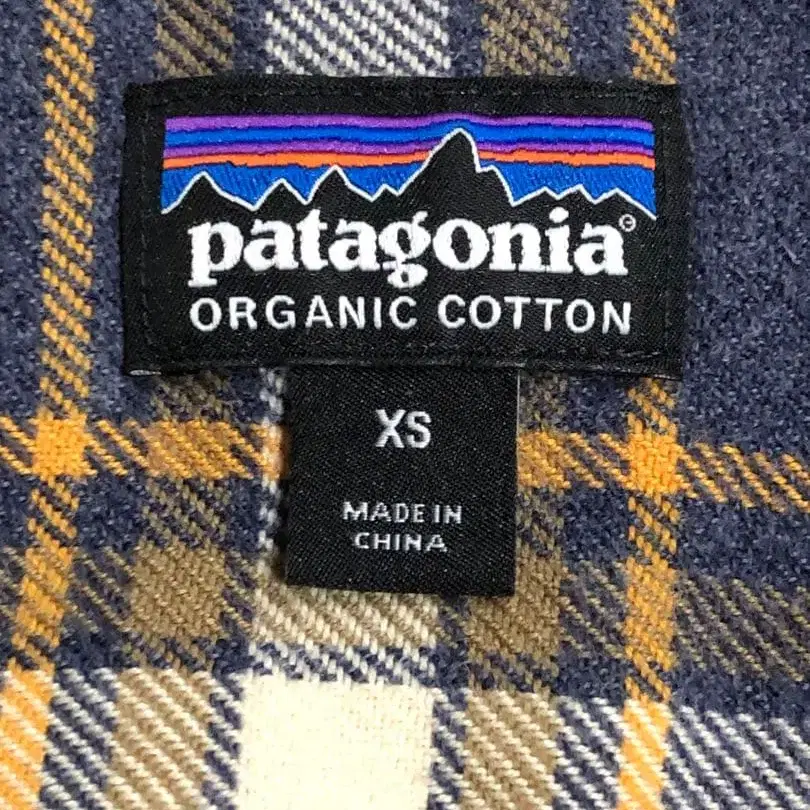 patagonia®
ORGANIC COTTON
XS
MADE IN
CHINA